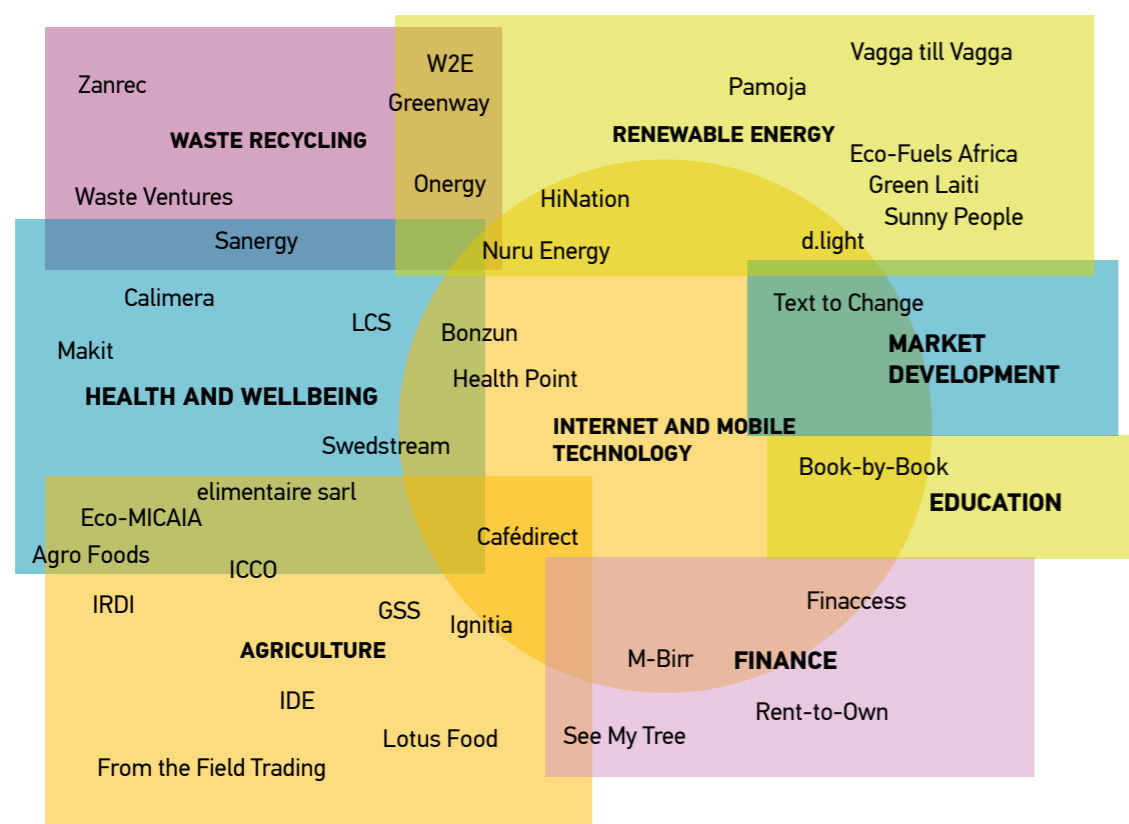 Zanrec
W2E
Greenway
WASTE RECYCLING
Onergy
Waste Ventures
Sanergy
Vagga till Vagga
Pamoja
RENEWABLE ENERGY
Eco-Fuels Africa
Green Laiti
Sunny People
HiNation
d.light
Nuru Energy
Calimera
LCS
Makit
Bonzun
Health Point
HEALTH AND WELLBEING
Swedstream
Text to Change
MARKET
DEVELOPMENT
INTERNET AND MOBILE
TECHNOLOGY
Book-by-Book
EDUCATION
elimentaire sarl
Eco-MICAIA
Agro Foods
ICCO
Cafédirect
IRDI
GSS
Ignitia
AGRICULTURE
IDE
Lotus Food
From the Field Trading
Finaccess
M-Birr
FINANCE
Rent-to-Own
See My Tree